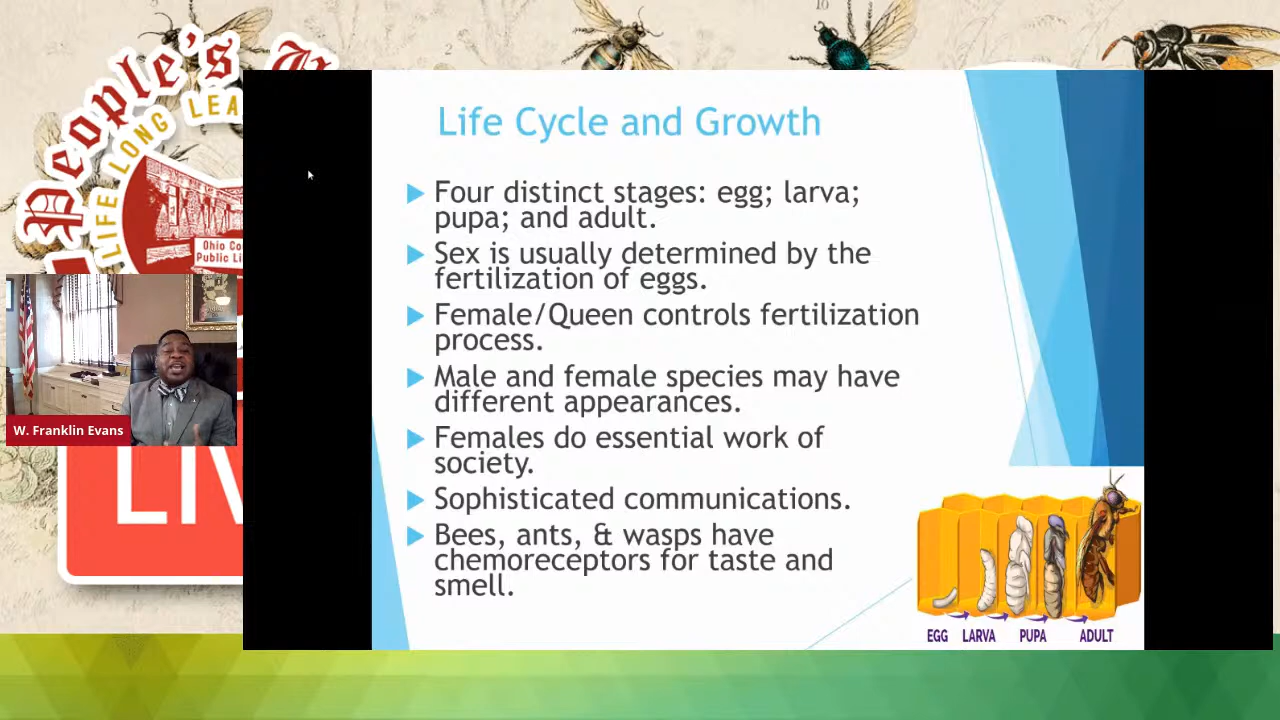 People's U
LIFE LONG LEA
Ohio Co
Public Li
LIV
W. Franklin Evans
2
10
Life Cycle and Growth
Four distinct stages: egg; larva;
pupa; and adult.
Sex is usually determined by the
fertilization of eggs.
Female/Queen controls fertilization
process.
Male and female species may have
different appearances.
Females do essential work of
society.
Sophisticated communications.
Bees, ants, & wasps have
chemoreceptors for taste and
smell.
EGG LARVA PUPA ADULT